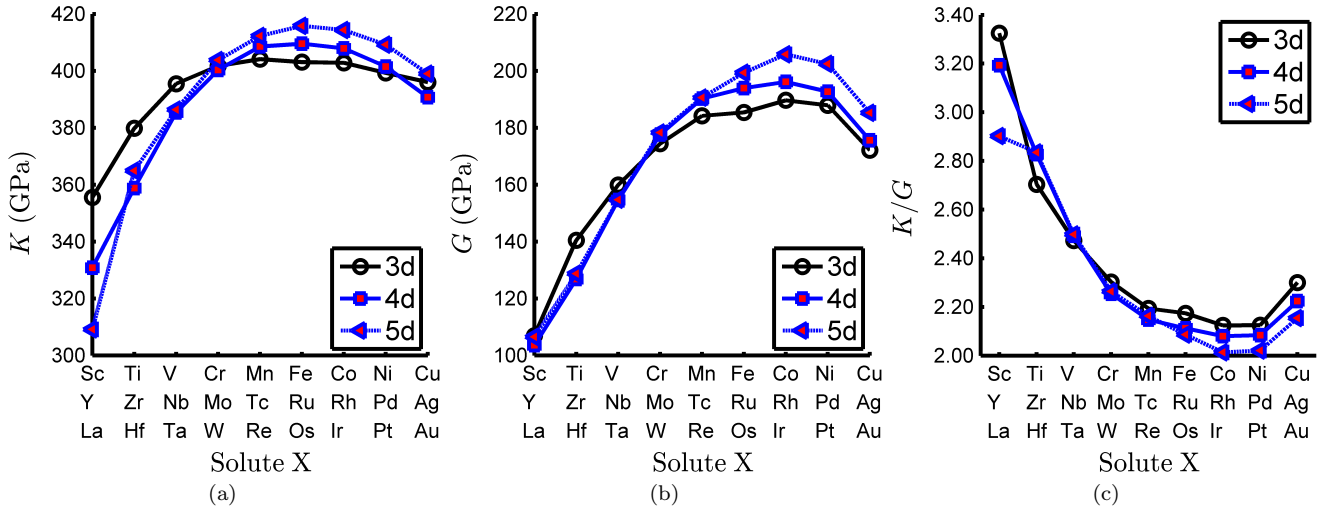 420
400
380
360
340
320
300
K (GPa)
3d
4d
5d
Sc Ti V Cr Mn Fe Co Ni Cu
Y Zr Nb Mo Tc Ru Rh Pd Ag
La Hf Ta W Re Os Ir Pt Au
Solute X
(a)
220
200
180
160
140
120
100
G (GPa)
3d
4d
5d
Sc Ti V Cr Mn Fe Co Ni Cu
Y Zr Nb Mo Tc Ru Rh Pd Ag
La Hf Ta W Re Os Ir Pt Au
Solute X
(b)
3.40
3.20
3.00
2.80
2.60
2.40
2.20
2.00
K/G
3d
4d
5d
Sc Ti V Cr Mn Fe Co Ni Cu
Y Zr Nb Mo Tc Ru Rh Pd Ag
La Hf Ta W Re Os Ir Pt Au
Solute X
(c)